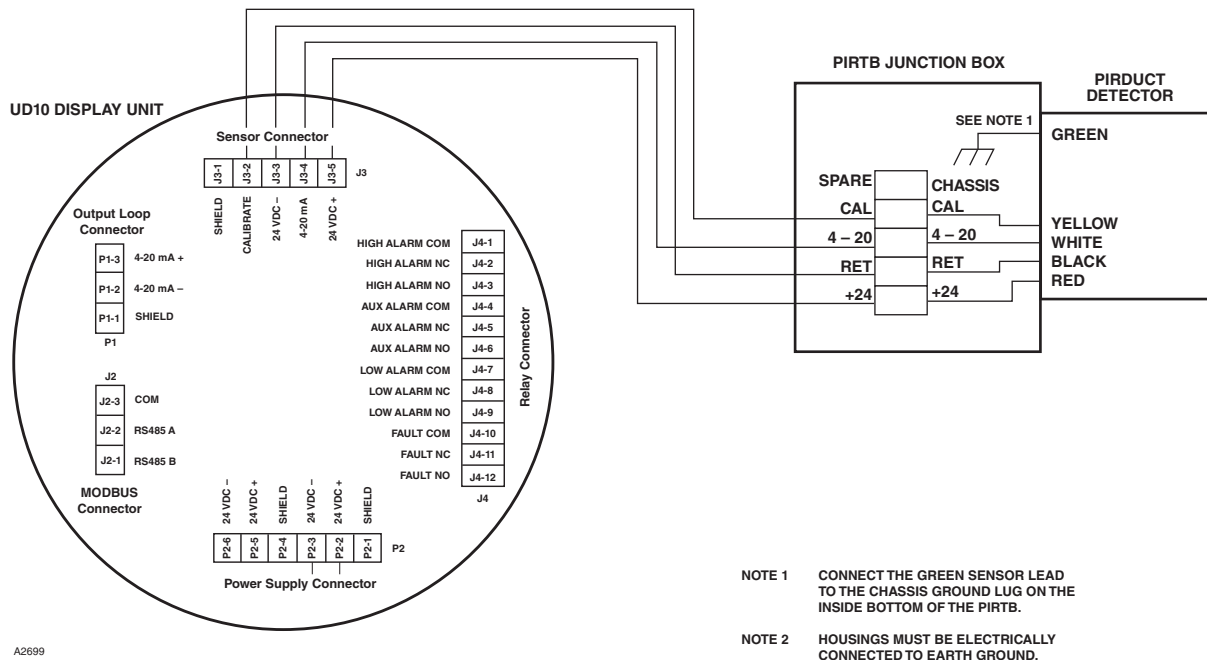 UD10 DISPLAY UNIT
Sensor Connector
J3-1
J3-2
J3-3
J3-4
J3-5
J3
SHIELD
CALIBRATE
24 VDC –
4-20 mA
24 VDC +
Output Loop
Connector
P1-3 4-20 mA +
P1-2 4-20 mA –
P1-1 SHIELD
P1
J2
J2-3 COM
J2-2 RS485 A
J2-1 RS485 B
MODBUS
Connector
HIGH ALARM COM J4-1
HIGH ALARM NC J4-2
HIGH ALARM NO J4-3
AUX ALARM COM J4-4
AUX ALARM NC J4-5
AUX ALARM NO J4-6
LOW ALARM COM J4-7
LOW ALARM NC J4-8
LOW ALARM NO J4-9
FAULT COM J4-10
FAULT NC J4-11
FAULT NO J4-12
J4
Relay Connector
24 VDC –
24 VDC +
SHIELD
24 VDC –
24 VDC +
SHIELD
P2-6
P2-5
P2-4
P2-3
P2-2
P2-1
P2
Power Supply Connector
PIRTB JUNCTION BOX
PIRDUCT
DETECTOR
SEE NOTE 1
GREEN
SPARE CHASSIS
CAL CAL YELLOW
4 – 20 4 – 20 WHITE
RET RET BLACK
+24 +24 RED
NOTE 1 CONNECT THE GREEN SENSOR LEAD
TO THE CHASSIS GROUND LUG ON THE
INSIDE BOTTOM OF THE PIRTB.
NOTE 2 HOUSINGS MUST BE ELECTRICALLY
CONNECTED TO EARTH GROUND.
A2699